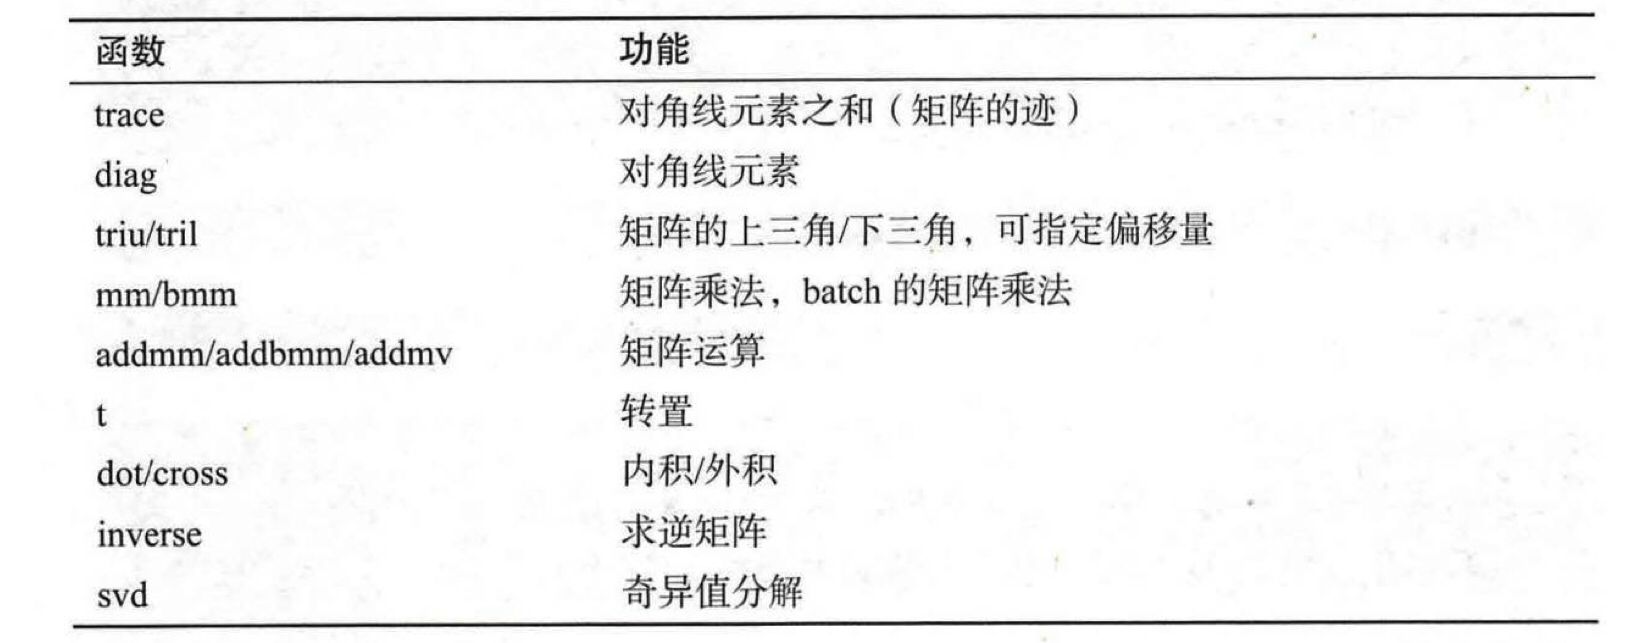 函数 功能
trace 对角线元素之和（矩阵的迹）
diag 对角线元素
triu/tril 矩阵的上三角/下三角，可指定偏移量
mm/bmm 矩阵乘法，batch 的矩阵乘法
addmm/addbmm/addmv 矩阵运算
t 转置
dot/cross 内积/外积
inverse 求逆矩阵
svd 奇异值分解